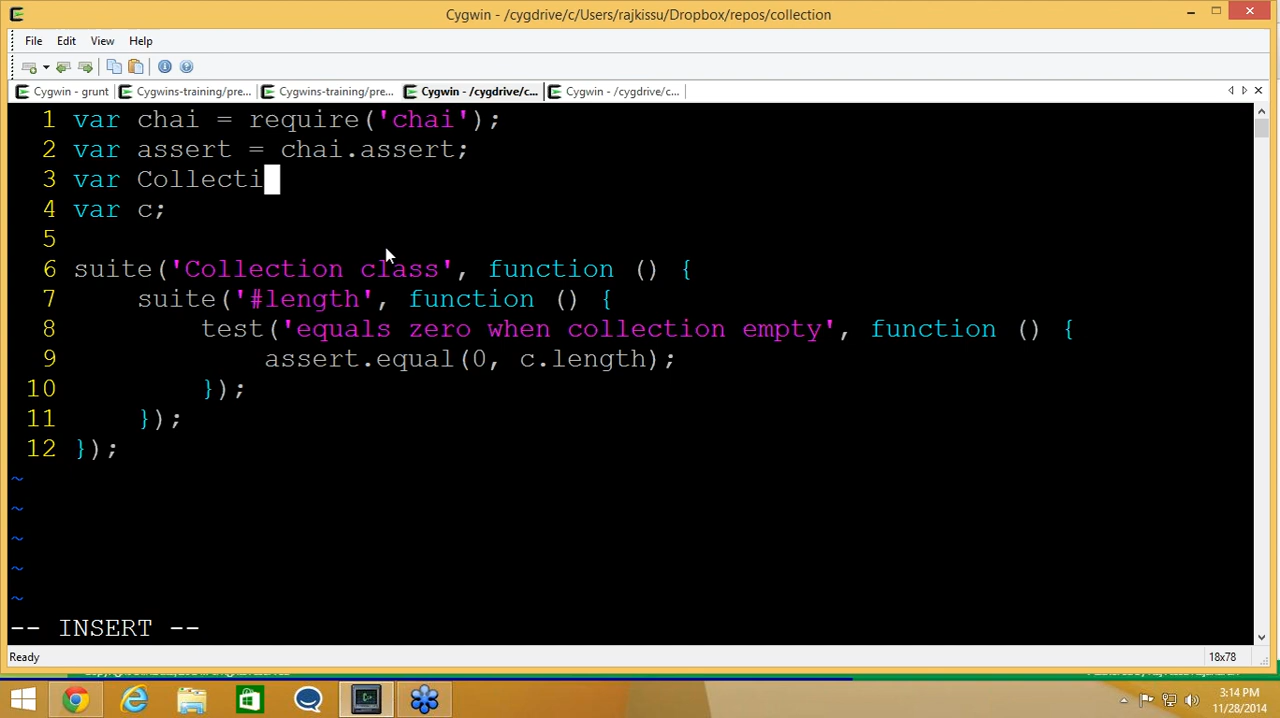 Cygwin - /cygdrive/c/Users/rajkissu/Dropbox/repos/collection
File Edit View Help
Cygwin - grunt Cygwins-training/pre... Cygwins-training/pre... Cygwin - /cygdrive/c... Cygwin - /cygdrive/c...
1 var chai = require('chai');
2 var assert = chai.assert;
3 var Collecti
4 var c;
5
6 suite('Collection class', function () {
7 suite('#length', function () {
8 test('equals zero when collection empty', function () {
9 assert.equal(0, c.length);
10 });
11 });
12 });
~
~
~
~
~
-- INSERT --
Ready 18x78
3:14 PM
11/28/2014